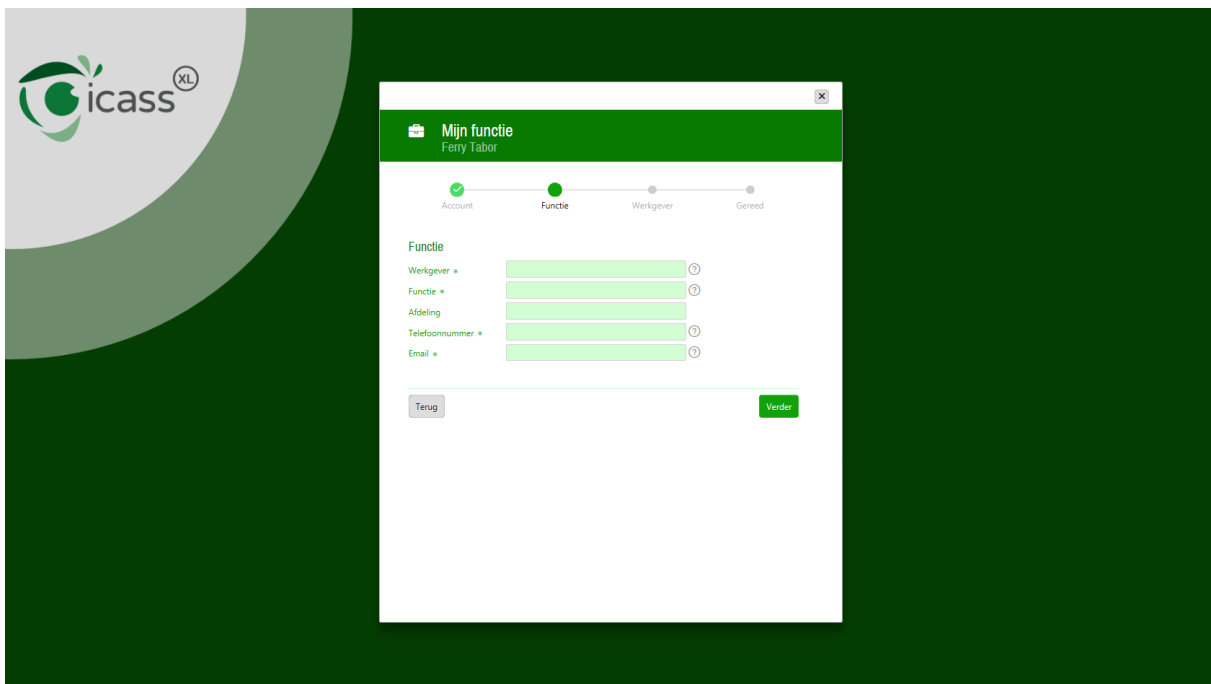 icass XL
Mijn functie
Ferry Tabor
Account Functie Werkgever Gereed
Functie
Werkgever *
Functie *
Afdeling
Telefoonnummer *
Email *
Terug Verder